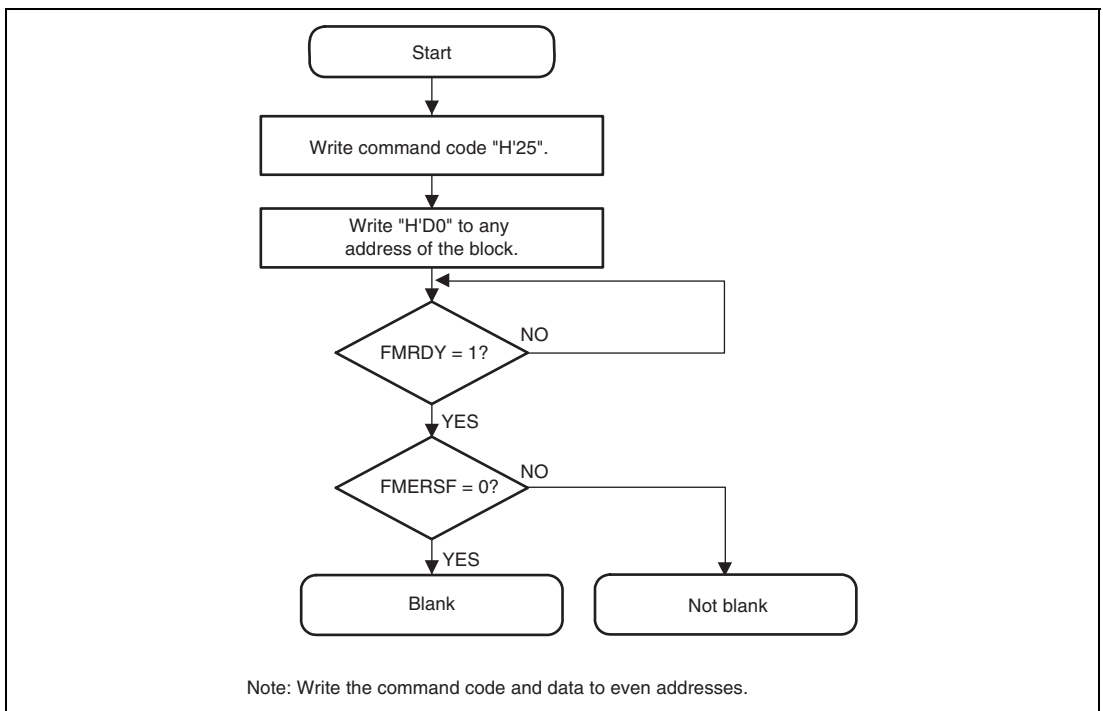 Start
Write command code "H'25".
Write "H'D0" to any
address of the block.
FMRDY = 1?
NO
YES
FMERSF = 0?
NO
YES
Blank
Not blank
Note: Write the command code and data to even addresses.